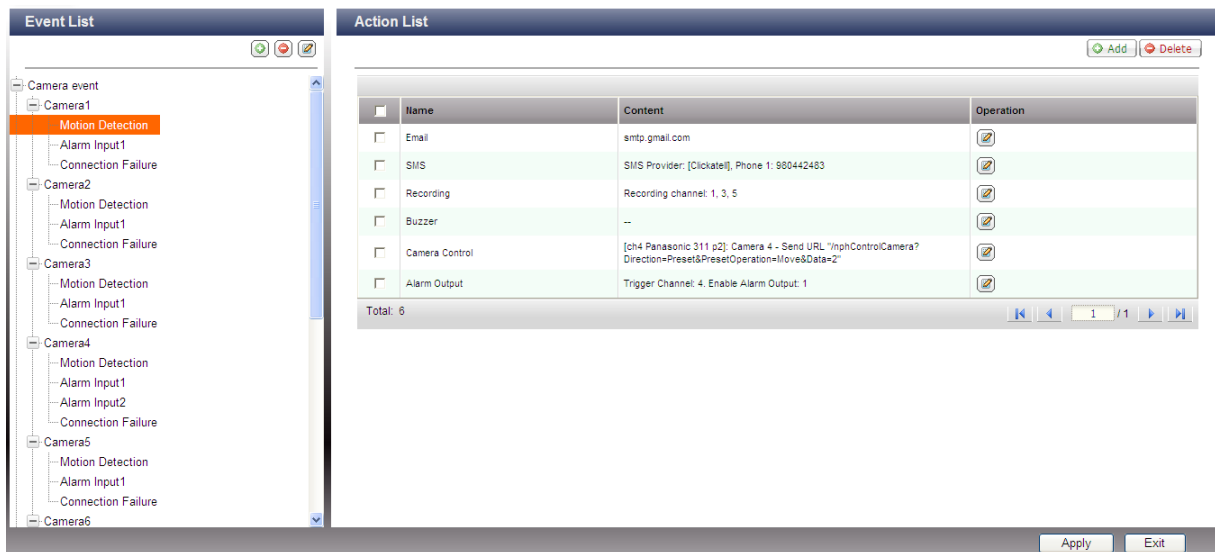 Event List
Camera event
Camera1
Motion Detection
Alarm Input1
Connection Failure
Camera2
Motion Detection
Alarm Input1
Connection Failure
Camera3
Motion Detection
Alarm Input1
Connection Failure
Camera4
Motion Detection
Alarm Input1
Alarm Input2
Connection Failure
Camera5
Motion Detection
Alarm Input1
Connection Failure
Camera6
Action List
Add Delete
Name Content Operation
Email smtp.gmail.com
SMS SMS Provider: [Clickatell], Phone 1: 980442483
Recording Recording channel: 1, 3, 5
Buzzer --
Camera Control [ch4 Panasonic 311 p2]: Camera 4 - Send URL "/nphControlCamera?
Direction=Preset&PresetOperation=Move&Data=2"
Alarm Output Trigger Channel: 4. Enable Alarm Output: 1
Total: 6 1 / 1
Apply Exit